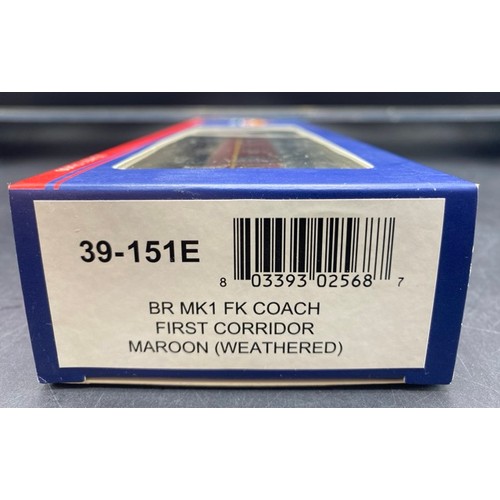 39-151E
8 03393 02568 7
BR MK1 FK COACH
FIRST CORRIDOR
MAROON (WEATHERED)